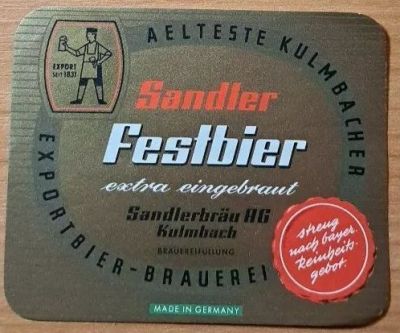 AELTESTE KULMBACHER
EXPORTBIER-BRAUEREI
EXPORT
SEIT 1831
Sandler
Festbier
extra eingebraut
Sandlerbräu AG
Kulmbach
BRAUEREIFÜLLUNG
streng
nach bayer.
Reinheits-
gebot.
MADE IN GERMANY